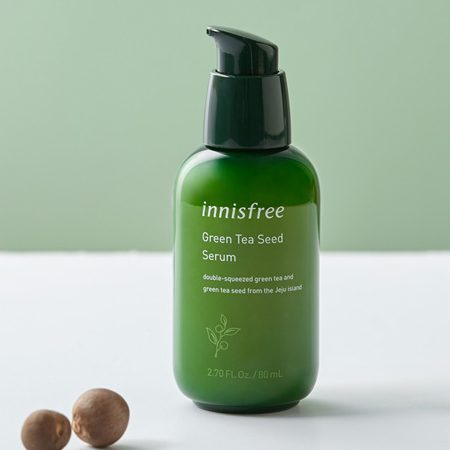 innisfree
Green Tea Seed
Serum
double-squeezed green tea and
green tea seed from the Jeju island
2.70 FL.Oz. / 80 mL